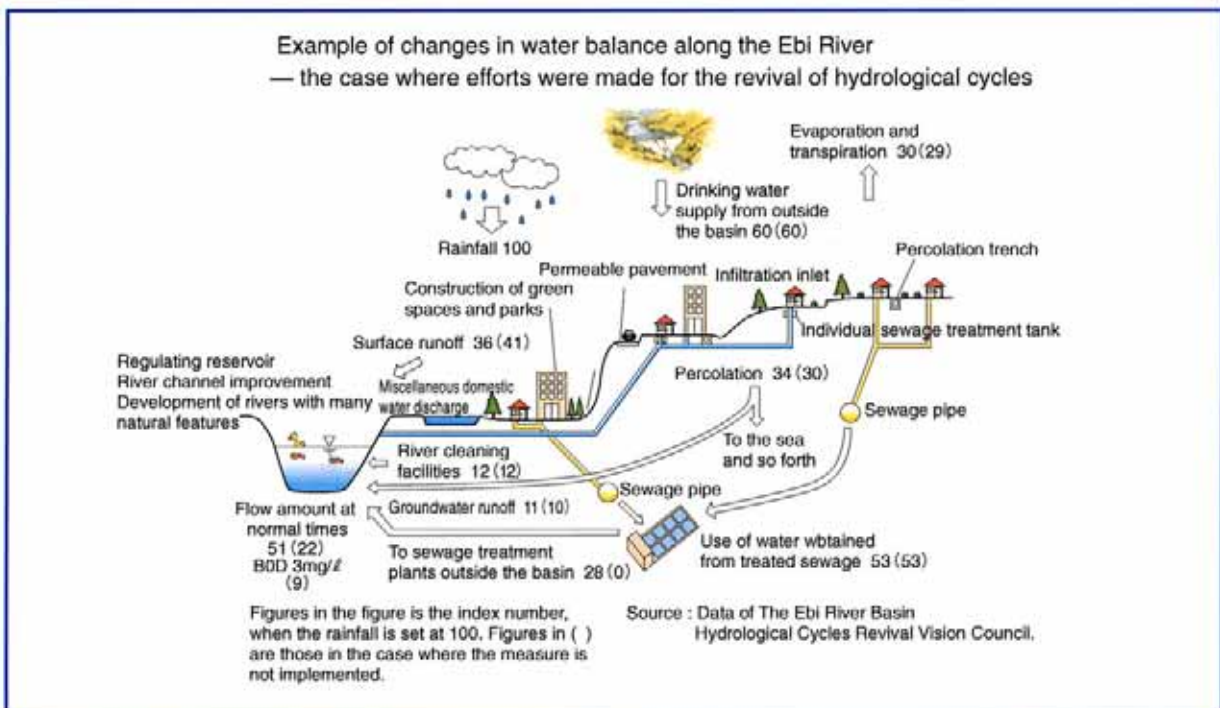 Example of changes in water balance along the Ebi River
— the case where efforts were made for the revival of hydrological cycles
Evaporation and
transpiration 30(29)
Drinking water
supply from outside
the basin 60(60)
Rainfall 100
Percolation trench
Permeable pavement
Infiltration inlet
Construction of green
spaces and parks
Individual sewage treatment tank
Surface runoff 36 (41)
Regulating reservoir
River channel improvement
Development of rivers with many
natural features
Miscellaneous domestic
water discharge
Percolation 34 (30)
Sewage pipe
To the sea
and so forth
River cleaning
facilities 12 (12)
Sewage pipe
Groundwater runoff 11 (10)
Flow amount at
normal times
51 (22)
BOD 3mg/ℓ
(9)
To sewage treatment
plants outside the basin 28(0)
Use of water wbtained
from treated sewage 53(53)
Figures in the figure is the index number,
when the rainfall is set at 100. Figures in ( )
are those in the case where the measure is
not implemented.
Source : Data of The Ebi River Basin
Hydrological Cycles Revival Vision Council.